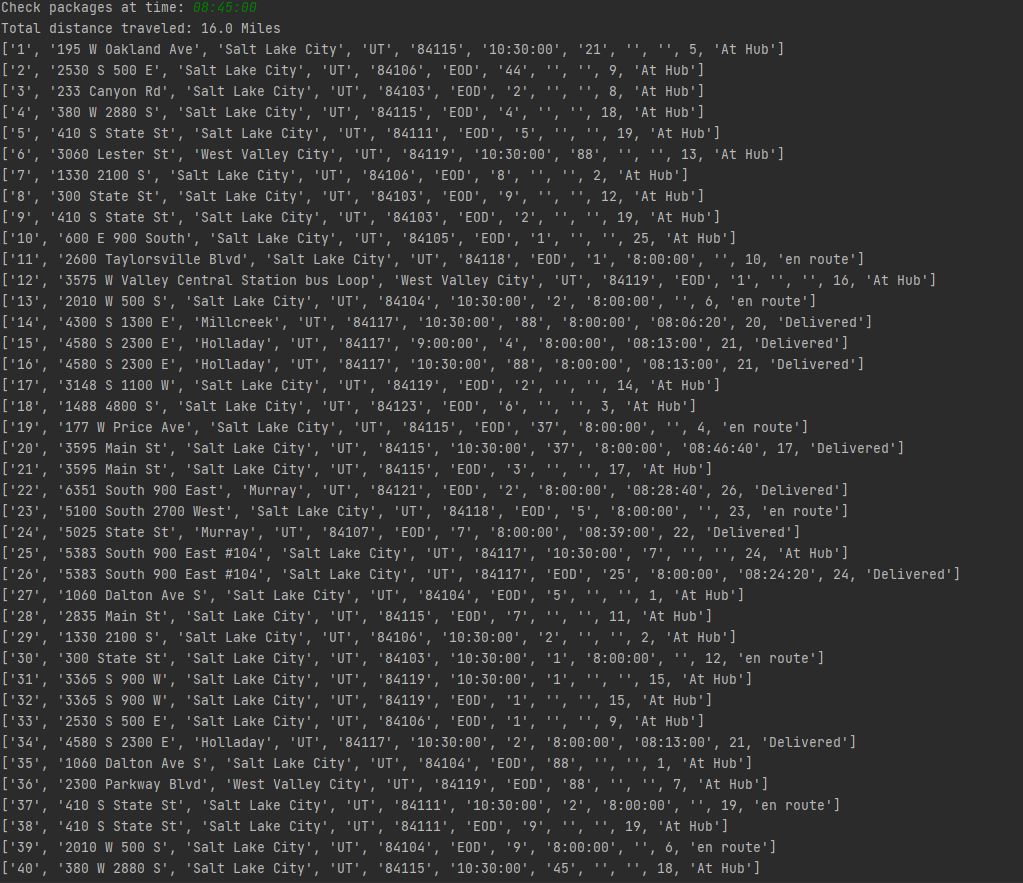 Check packages at time: 08:45:00
Total distance traveled: 16.0 Miles
['1', '195 W Oakland Ave', 'Salt Lake City', 'UT', '84115', '10:30:00', '21', '', '', 5, 'At Hub']
['2', '2530 S 500 E', 'Salt Lake City', 'UT', '84106', 'EOD', '44', '', '', 9, 'At Hub']
['3', '233 Canyon Rd', 'Salt Lake City', 'UT', '84103', 'EOD', '2', '', '', 8, 'At Hub']
['4', '380 W 2880 S', 'Salt Lake City', 'UT', '84115', 'EOD', '4', '', '', 18, 'At Hub']
['5', '410 S State St', 'Salt Lake City', 'UT', '84111', 'EOD', '5', '', '', 19, 'At Hub']
['6', '3060 Lester St', 'West Valley City', 'UT', '84119', '10:30:00', '88', '', '', 13, 'At Hub']
['7', '1330 2100 S', 'Salt Lake City', 'UT', '84106', 'EOD', '8', '', '', 2, 'At Hub']
['8', '300 State St', 'Salt Lake City', 'UT', '84103', 'EOD', '9', '', '', 12, 'At Hub']
['9', '410 S State St', 'Salt Lake City', 'UT', '84103', 'EOD', '2', '', '', 19, 'At Hub']
['10', '600 E 900 South', 'Salt Lake City', 'UT', '84105', 'EOD', '1', '', '', 25, 'At Hub']
['11', '2600 Taylorsville Blvd', 'Salt Lake City', 'UT', '84118', 'EOD', '1', '8:00:00', '', 10, 'en route']
['12', '3575 W Valley Central Station bus Loop', 'West Valley City', 'UT', '84119', 'EOD', '1', '', '', 16, 'At Hub']
['13', '2010 W 500 S', 'Salt Lake City', 'UT', '84104', '10:30:00', '2', '8:00:00', '', 6, 'en route']
['14', '4300 S 1300 E', 'Millcreek', 'UT', '84117', '10:30:00', '88', '8:00:00', '08:06:20', 20, 'Delivered']
['15', '4580 S 2300 E', 'Holladay', 'UT', '84117', '9:00:00', '4', '8:00:00', '08:13:00', 21, 'Delivered']
['16', '4580 S 2300 E', 'Holladay', 'UT', '84117', '10:30:00', '88', '8:00:00', '08:13:00', 21, 'Delivered']
['17', '3148 S 1100 W', 'Salt Lake City', 'UT', '84119', 'EOD', '2', '', '', 14, 'At Hub']
['18', '1488 4800 S', 'Salt Lake City', 'UT', '84123', 'EOD', '6', '', '', 3, 'At Hub']
['19', '177 W Price Ave', 'Salt Lake City', 'UT', '84115', 'EOD', '37', '8:00:00', '', 4, 'en route']
['20', '3595 Main St', 'Salt Lake City', 'UT', '84115', '10:30:00', '37', '8:00:00', '08:46:40', 17, 'Delivered']
['21', '3595 Main St', 'Salt Lake City', 'UT', '84115', 'EOD', '3', '', '', 17, 'At Hub']
['22', '6351 South 900 East', 'Murray', 'UT', '84121', 'EOD', '2', '8:00:00', '08:28:40', 26, 'Delivered']
['23', '5100 South 2700 West', 'Salt Lake City', 'UT', '84118', 'EOD', '5', '8:00:00', '', 23, 'en route']
['24', '5025 State St', 'Murray', 'UT', '84107', 'EOD', '7', '8:00:00', '08:39:00', 22, 'Delivered']
['25', '5383 South 900 East #104', 'Salt Lake City', 'UT', '84117', '10:30:00', '7', '', '', 24, 'At Hub']
['26', '5383 South 900 East #104', 'Salt Lake City', 'UT', '84117', 'EOD', '25', '8:00:00', '08:24:20', 24, 'Delivered']
['27', '1060 Dalton Ave S', 'Salt Lake City', 'UT', '84104', 'EOD', '5', '', '', 1, 'At Hub']
['28', '2835 Main St', 'Salt Lake City', 'UT', '84115', 'EOD', '7', '', '', 11, 'At Hub']
['29', '1330 2100 S', 'Salt Lake City', 'UT', '84106', '10:30:00', '2', '', '', 2, 'At Hub']
['30', '300 State St', 'Salt Lake City', 'UT', '84103', '10:30:00', '1', '8:00:00', '', 12, 'en route']
['31', '3365 S 900 W', 'Salt Lake City', 'UT', '84119', '10:30:00', '1', '', '', 15, 'At Hub']
['32', '3365 S 900 W', 'Salt Lake City', 'UT', '84119', 'EOD', '1', '', '', 15, 'At Hub']
['33', '2530 S 500 E', 'Salt Lake City', 'UT', '84106', 'EOD', '1', '', '', 9, 'At Hub']
['34', '4580 S 2300 E', 'Holladay', 'UT', '84117', '10:30:00', '2', '8:00:00', '08:13:00', 21, 'Delivered']
['35', '1060 Dalton Ave S', 'Salt Lake City', 'UT', '84104', 'EOD', '88', '', '', 1, 'At Hub']
['36', '2300 Parkway Blvd', 'West Valley City', 'UT', '84119', 'EOD', '88', '', '', 7, 'At Hub']
['37', '410 S State St', 'Salt Lake City', 'UT', '84111', '10:30:00', '2', '8:00:00', '', 19, 'en route']
['38', '410 S State St', 'Salt Lake City', 'UT', '84111', 'EOD', '9', '', '', 19, 'At Hub']
['39', '2010 W 500 S', 'Salt Lake City', 'UT', '84104', 'EOD', '9', '8:00:00', '', 6, 'en route']
['40', '380 W 2880 S', 'Salt Lake City', 'UT', '84115', '10:30:00', '45', '', '', 18, 'At Hub']